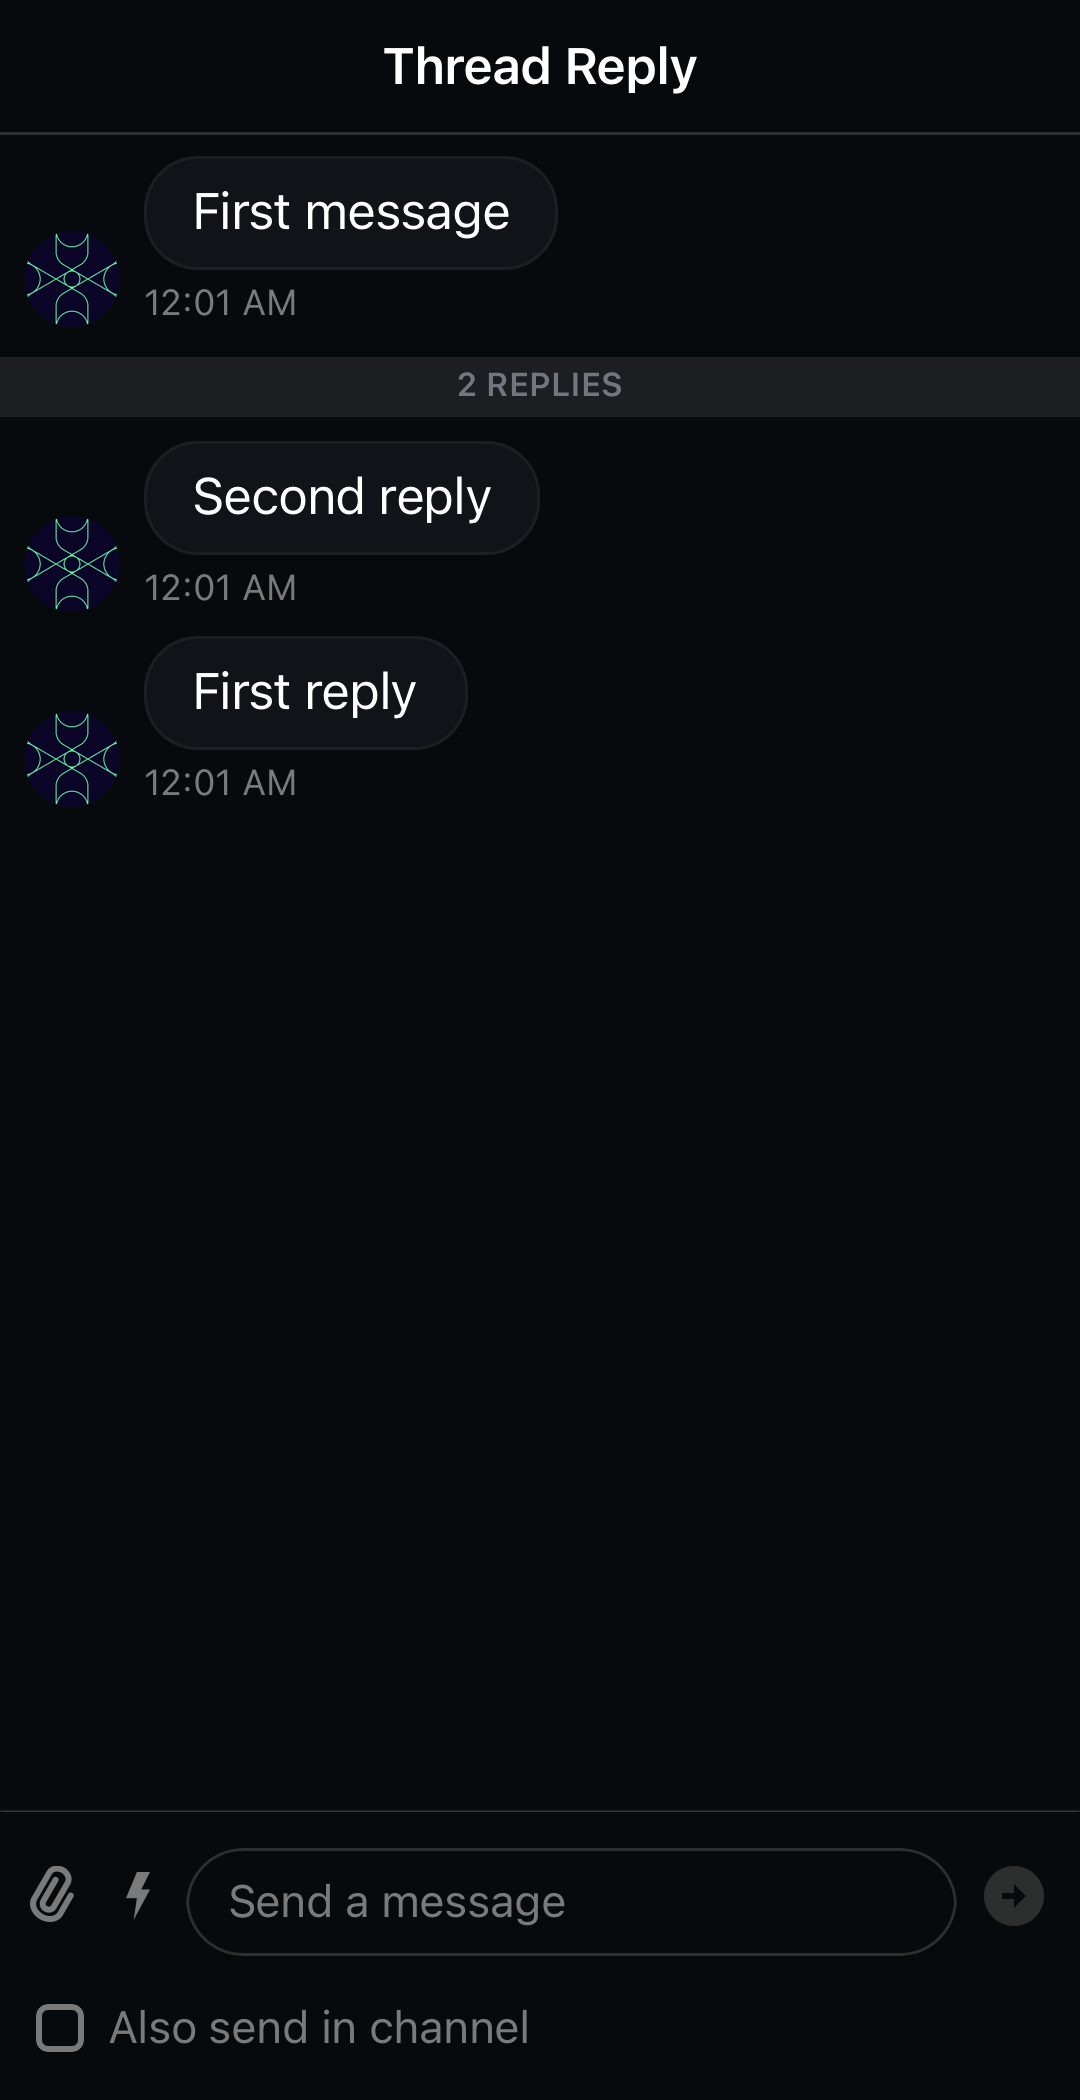 Thread Reply
First message
12:01 AM
2 REPLIES
Second reply
12:01 AM
First reply
12:01 AM
Send a message
Also send in channel